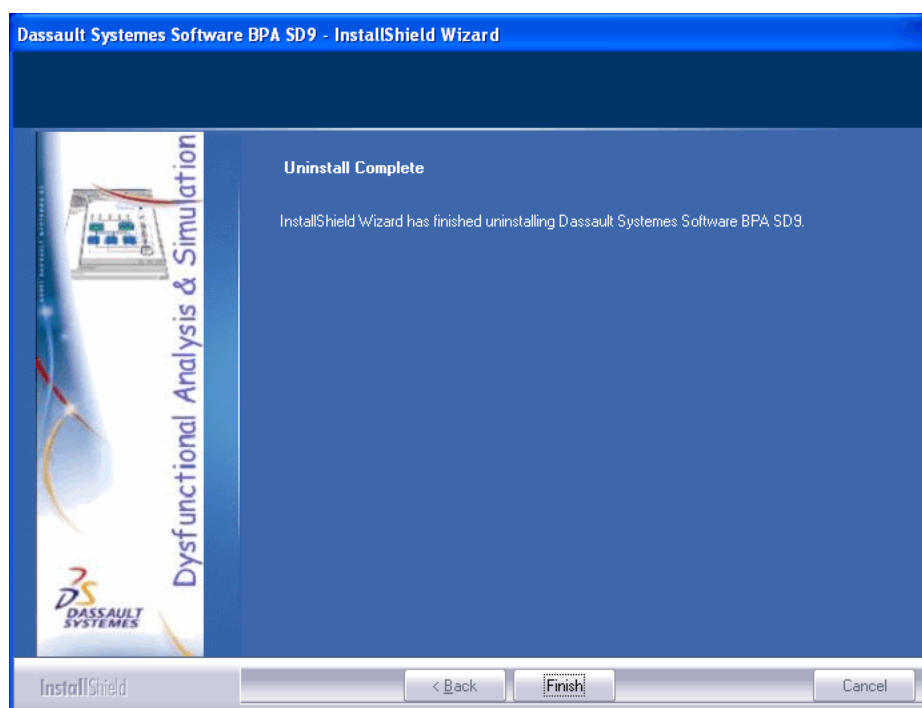 Dassault Systemes Software BPA SD9 - InstallShield Wizard
Dysfunctional Analysis & Simulation
Uninstall Complete
InstallShield Wizard has finished uninstalling Dassault Systemes Software BPA SD9.
DS
DASSAULT
SYSTEMES
InstallShield
< Back
Finish
Cancel